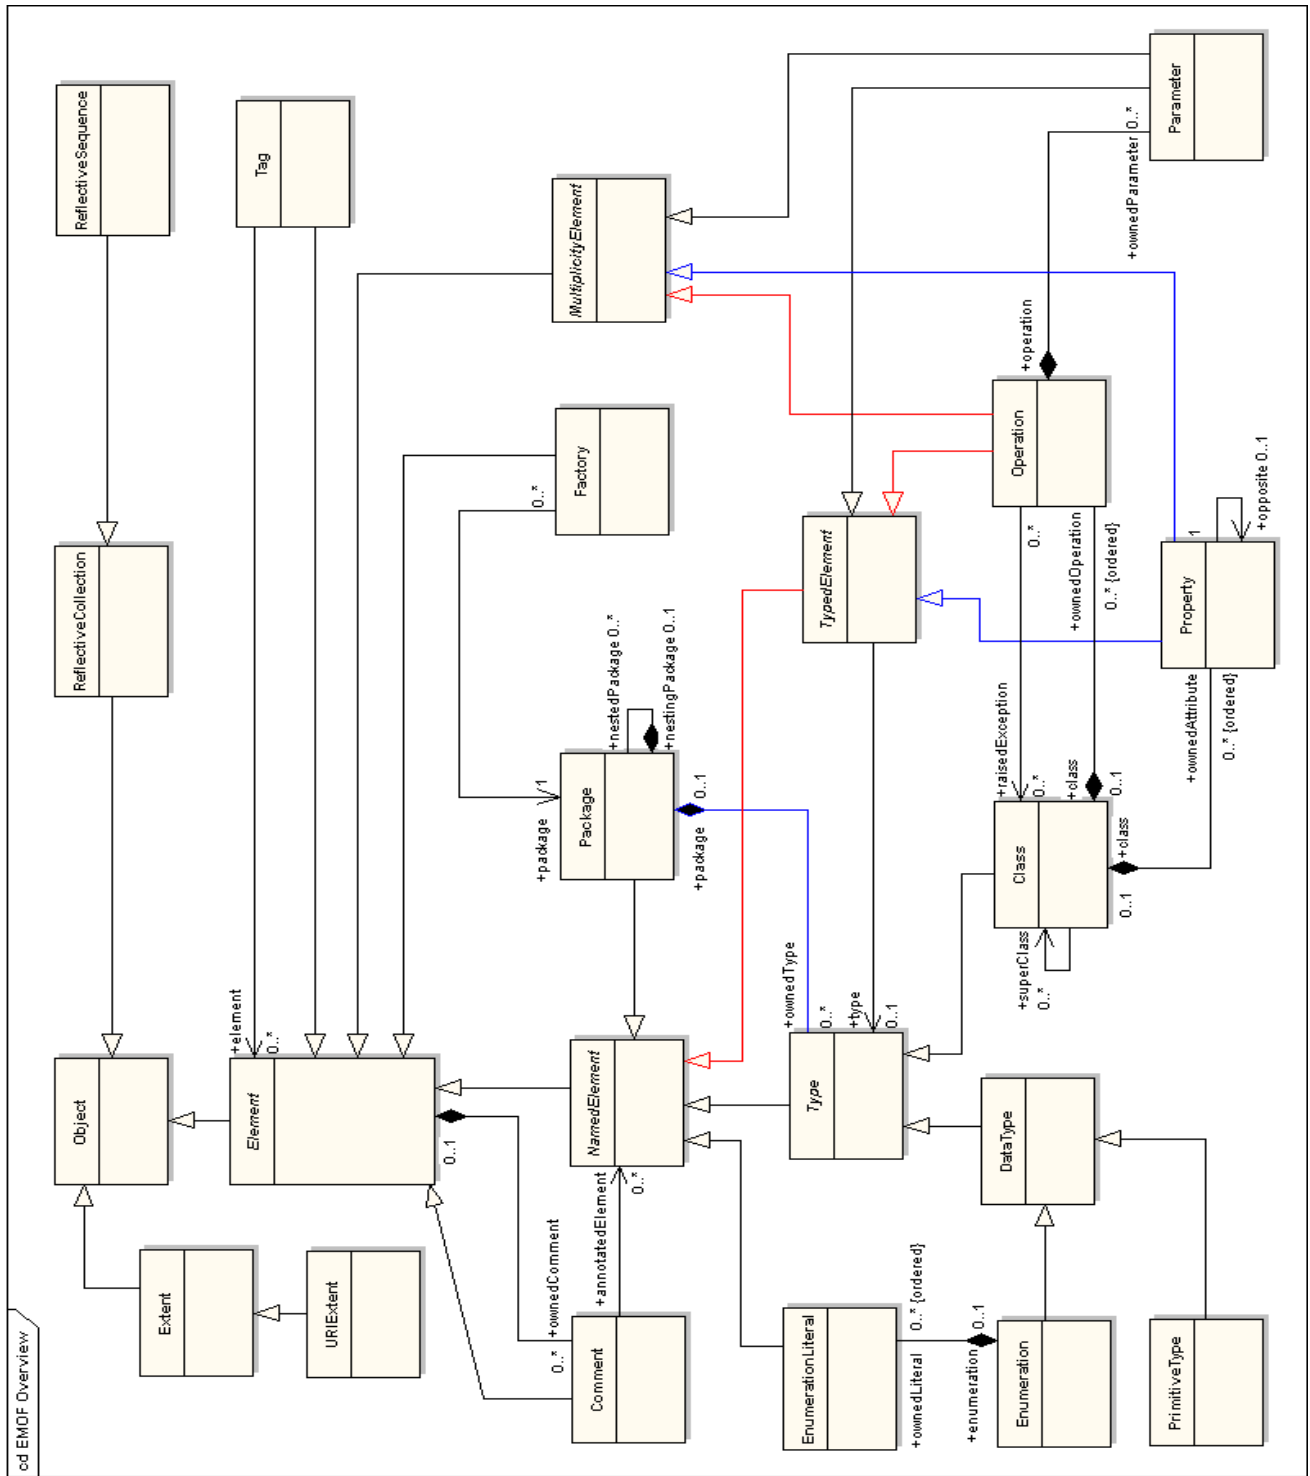 cd EMOF Overview
Object
ReflectiveCollection
ReflectiveSequence
Extent
+element
0..*
Element
Tag
URIExtent
0..1
+package
1
0..*
+ownedComment
0..*
Comment
+annotatedElement
0..*
NamedElement
Package
Factory
MultiplicityElement
+nestedPackage 0..*
+nestingPackage 0..1
+package
0..1
+ownedType
0..*
EnumerationLiteral
Type
TypedElement
+type
0..1
+ownedLiteral
0..* {ordered}
+enumeration
0..1
+raisedException
0..*
0..*
+operation
DataType
+superClass
0..*
Class
Operation
Enumeration
+class
0..1
+ownedOperation
0..* {ordered}
+class
0..1
+ownedParameter 0..*
PrimitiveType
+ownedAttribute
0..* {ordered}
Property
1
+opposite 0..1
Parameter